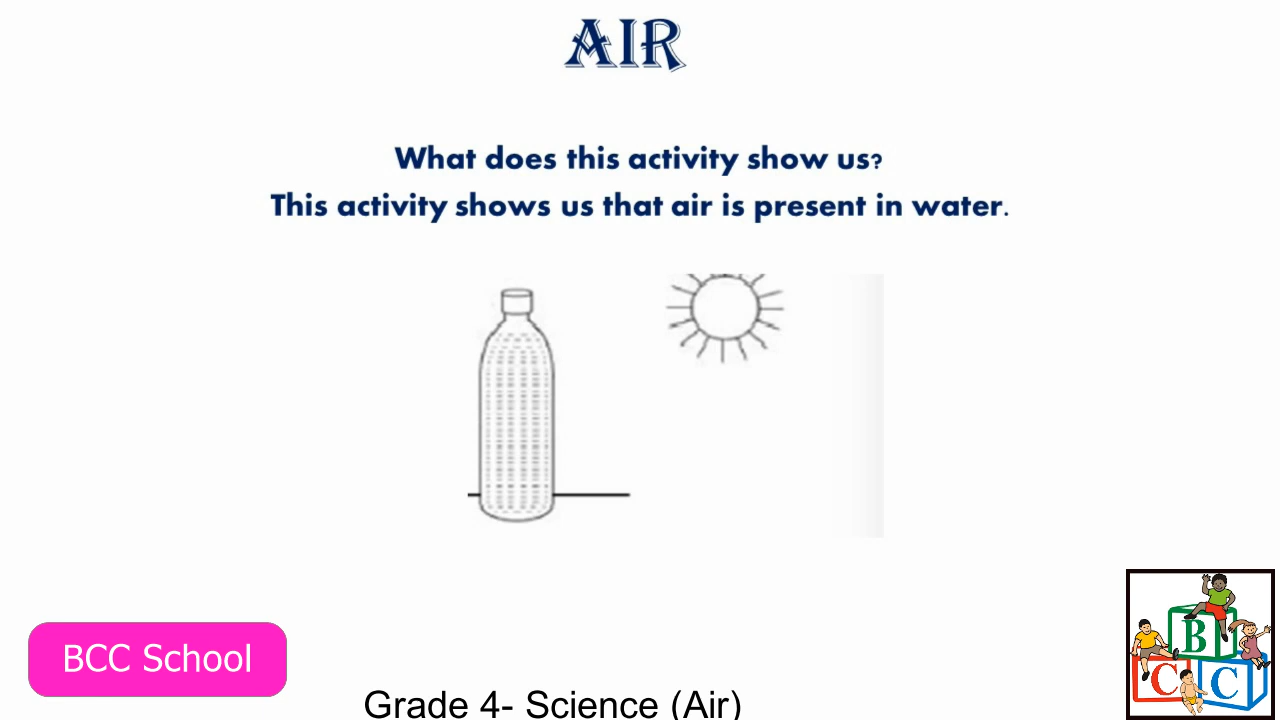 AIR
What does this activity show us?
This activity shows us that air is present in water.
BCC School
B
C C
Grade 4- Science (Air)